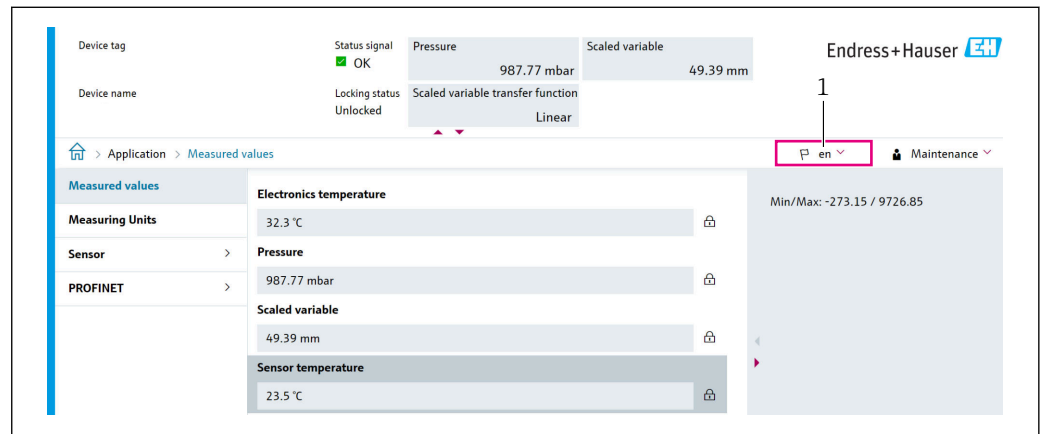 Device tag
Status signal
OK
Pressure
987.77 mbar
Scaled variable
49.39 mm
Endress+Hauser EH
Device name
Locking status
Unlocked
Scaled variable transfer function
Linear
1
Application > Measured values
en
Maintenance
Measured values
Measuring Units
Sensor >
PROFINET >
Electronics temperature
32.3 °C
Pressure
987.77 mbar
Scaled variable
49.39 mm
Sensor temperature
23.5 °C
Min/Max: -273.15 / 9726.85